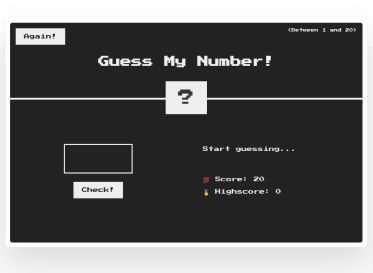 Again!
(Between 1 and 20)
Guess My Number!
?
Start guessing...
Check!
💯 Score: 20
🥇 Highscore: 0